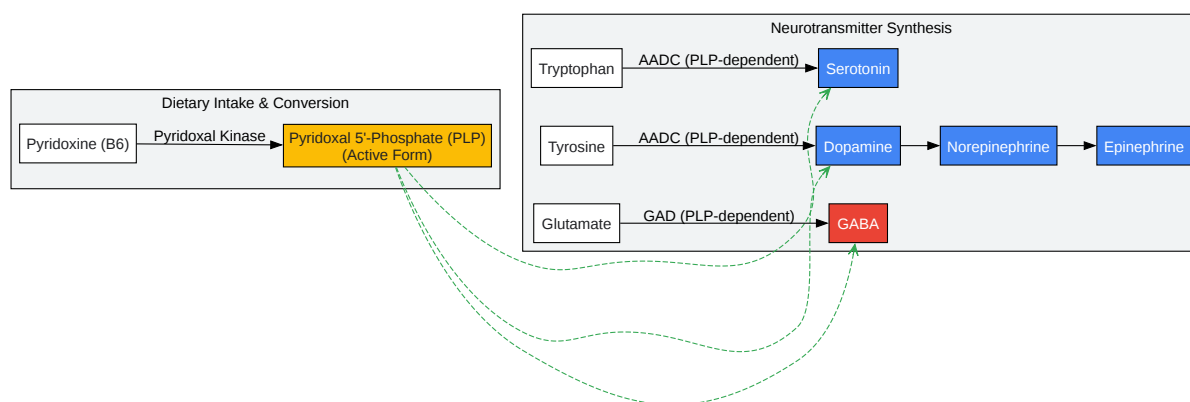 Neurotransmitter Synthesis
Tryptophan
AADC (PLP-dependent)
Serotonin
Dietary Intake & Conversion
Pyridoxine (B6)
Pyridoxal Kinase
Pyridoxal 5'-Phosphate (PLP)
(Active Form)
Tyrosine
AADC (PLP-dependent)
Dopamine
Norepinephrine
Epinephrine
Glutamate
GAD (PLP-dependent)
GABA